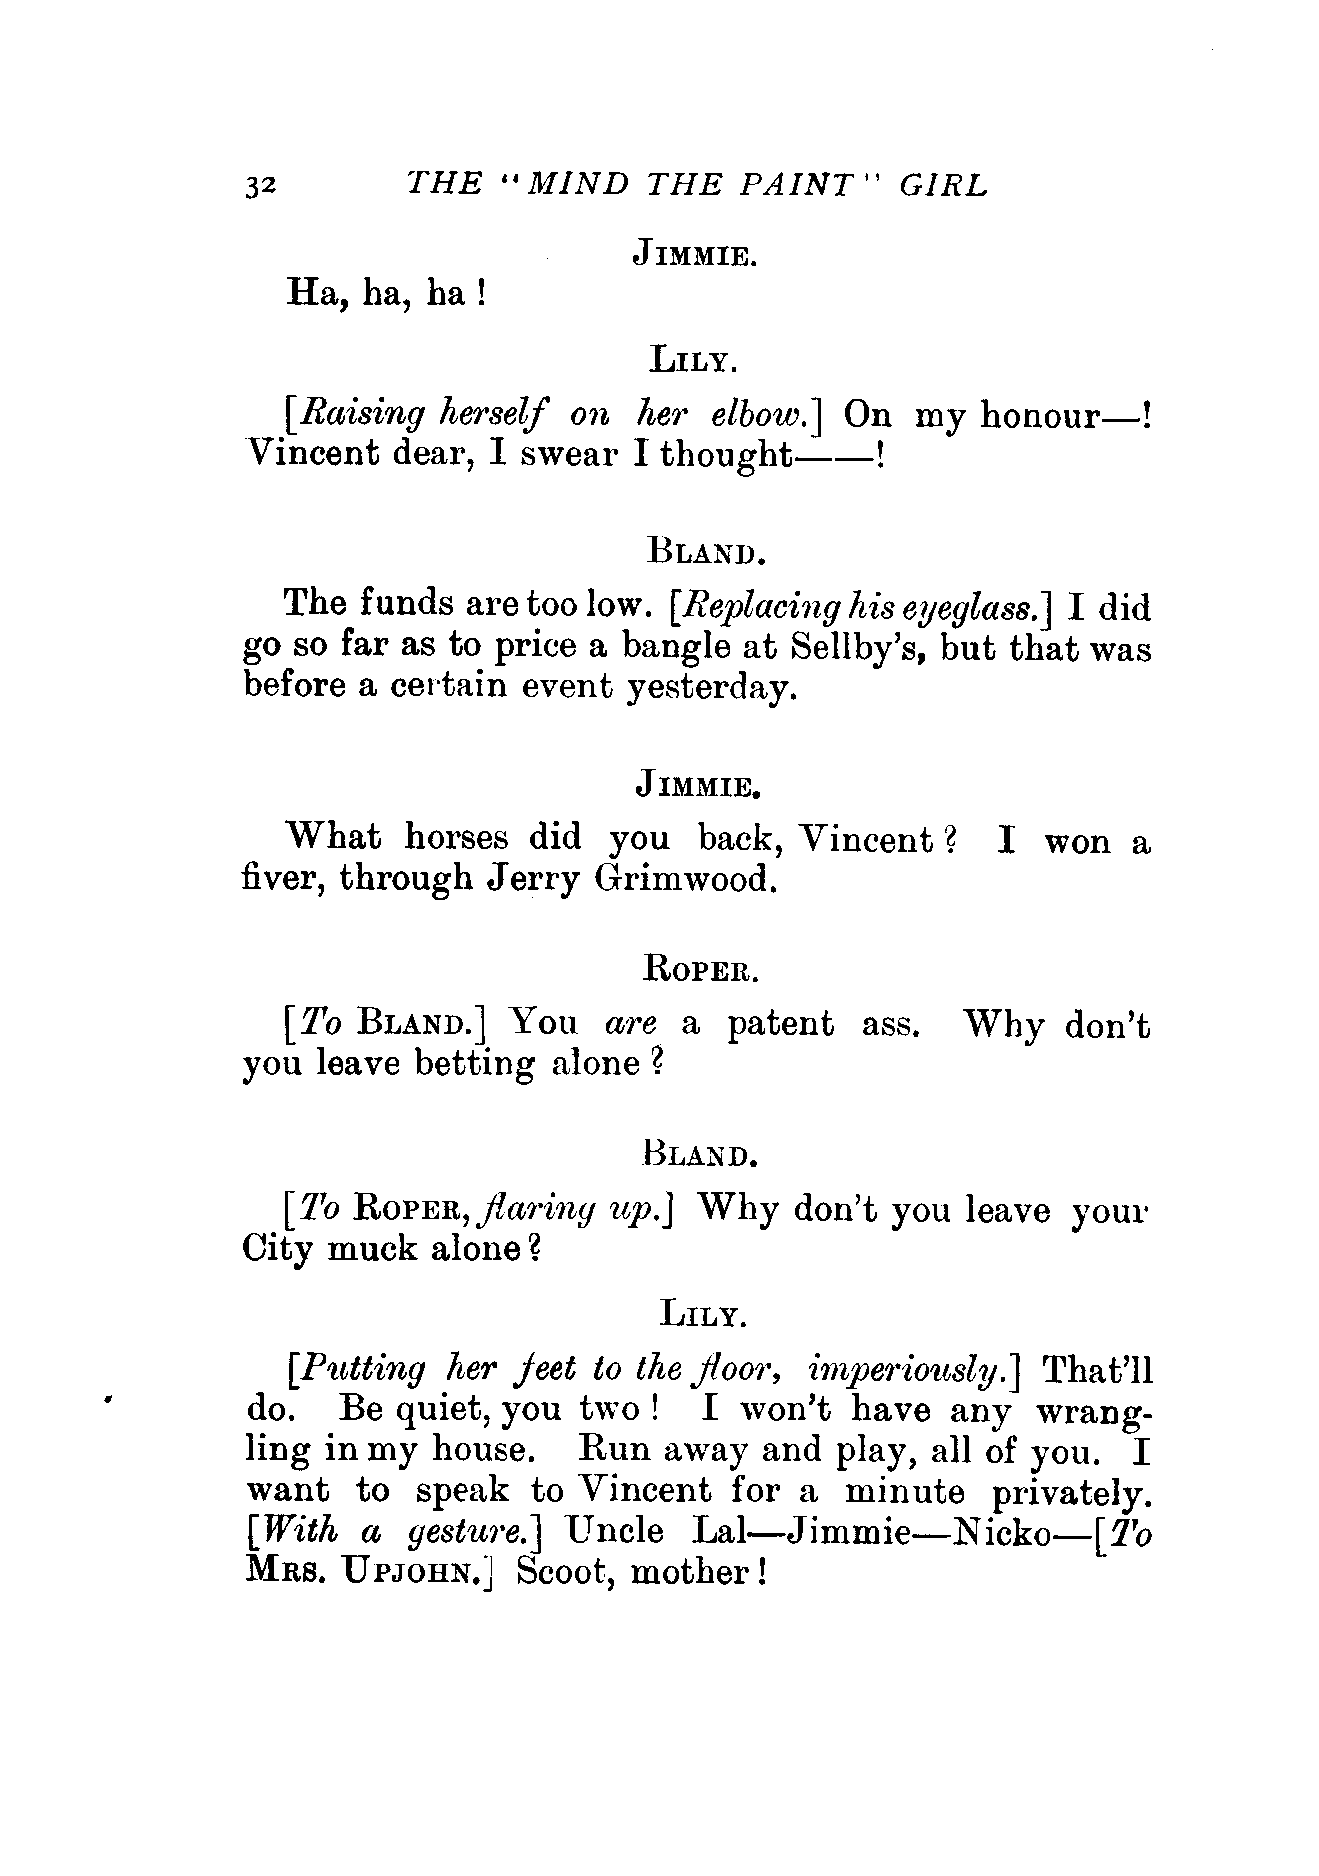 32 THE "MIND THE PAINT" GIRL
JIMMIE.
Ha, ha, ha !
LILY.
[Raising herself on her elbow.] On my honour—!
Vincent dear, I swear I thought——!
BLAND.
The funds are too low. [Replacing his eyeglass.] I did
go so far as to price a bangle at Sellby's, but that was
before a certain event yesterday.
JIMMIE.
What horses did you back, Vincent ? I won a
fiver, through Jerry Grimwood.
ROPER.
[To BLAND.] You are a patent ass. Why don't
you leave betting alone ?
BLAND.
[To ROPER, flaring up.] Why don't you leave your
City muck alone ?
LILY.
[Putting her feet to the floor, imperiously.] That'll
do. Be quiet, you two ! I won't have any wrang-
ling in my house. Run away and play, all of you. I
want to speak to Vincent for a minute privately.
[With a gesture.] Uncle Lal—Jimmie—Nicko—[To
MRS. UPJOHN.] Scoot, mother !